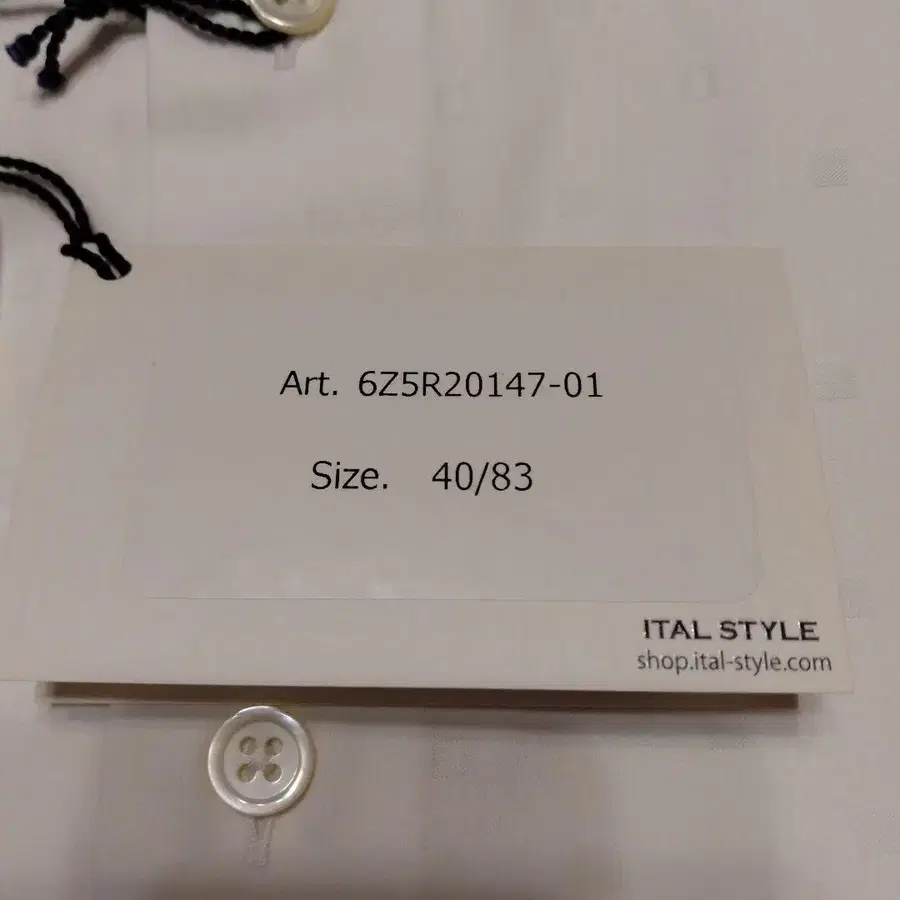 Art. 6Z5R20147-01
Size. 40/83
ITAL STYLE
shop.ital-style.com